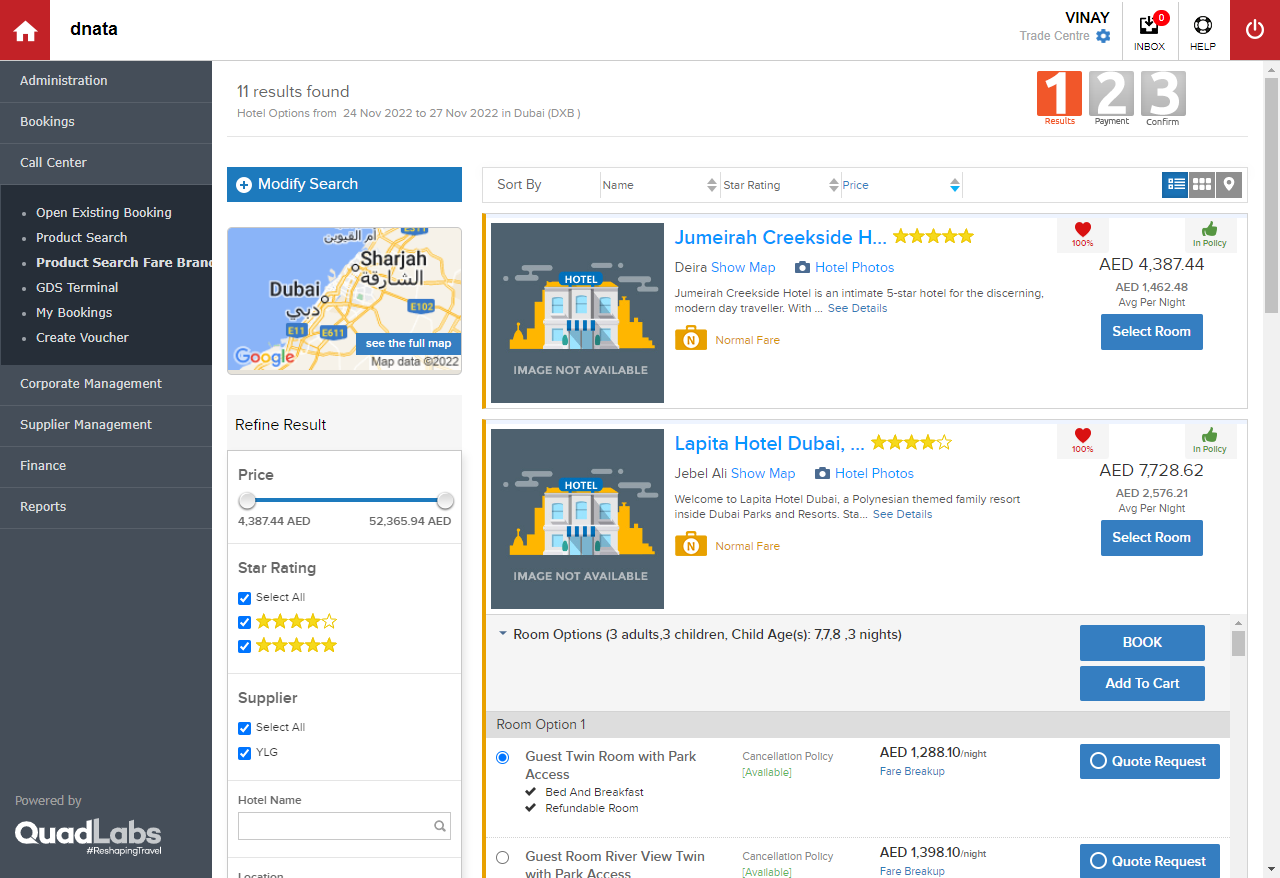 dnata
VINAY
Trade Centre
0
INBOX
HELP
Administration
Bookings
Call Center
Open Existing Booking
Product Search
Product Search Fare Brand
GDS Terminal
My Bookings
Create Voucher
Corporate Management
Supplier Management
Finance
Reports
Powered by
QuadLabs
#ReshapingTravel
11 results found
Hotel Options from 24 Nov 2022 to 27 Nov 2022 in Dubai (DXB )
1 2 3
Results Payment Confirm
Modify Search
أم القيوين
E311
Sharjah
الشارقة
Dubai
دبي
E102
E11
E611
see the full map
Google
Map data ©2022
Refine Result
Price
4,387.44 AED 52,365.94 AED
Star Rating
Select All
Supplier
Select All
YLG
Hotel Name
Location
Sort By Name Star Rating Price
HOTEL
IMAGE NOT AVAILABLE
Jumeirah Creekside H...
Deira Show Map Hotel Photos
Jumeirah Creekside Hotel is an intimate 5-star hotel for the discerning,
modern day traveller. With ... See Details
N Normal Fare
100%
In Policy
AED 4,387.44
AED 1,462.48
Avg Per Night
Select Room
HOTEL
IMAGE NOT AVAILABLE
Lapita Hotel Dubai, ...
Jebel Ali Show Map Hotel Photos
Welcome to Lapita Hotel Dubai, a Polynesian themed family resort
inside Dubai Parks and Resorts. Sta... See Details
N Normal Fare
100%
In Policy
AED 7,728.62
AED 2,576.21
Avg Per Night
Select Room
Room Options (3 adults,3 children, Child Age(s): 7,7,8 ,3 nights)
BOOK
Add To Cart
Room Option 1
Guest Twin Room with Park
Access
Bed And Breakfast
Refundable Room
Cancellation Policy
[Available]
AED 1,288.10/night
Fare Breakup
Quote Request
Guest Room River View Twin
with Park Access
Cancellation Policy
[Available]
AED 1,398.10/night
Fare Breakup
Quote Request